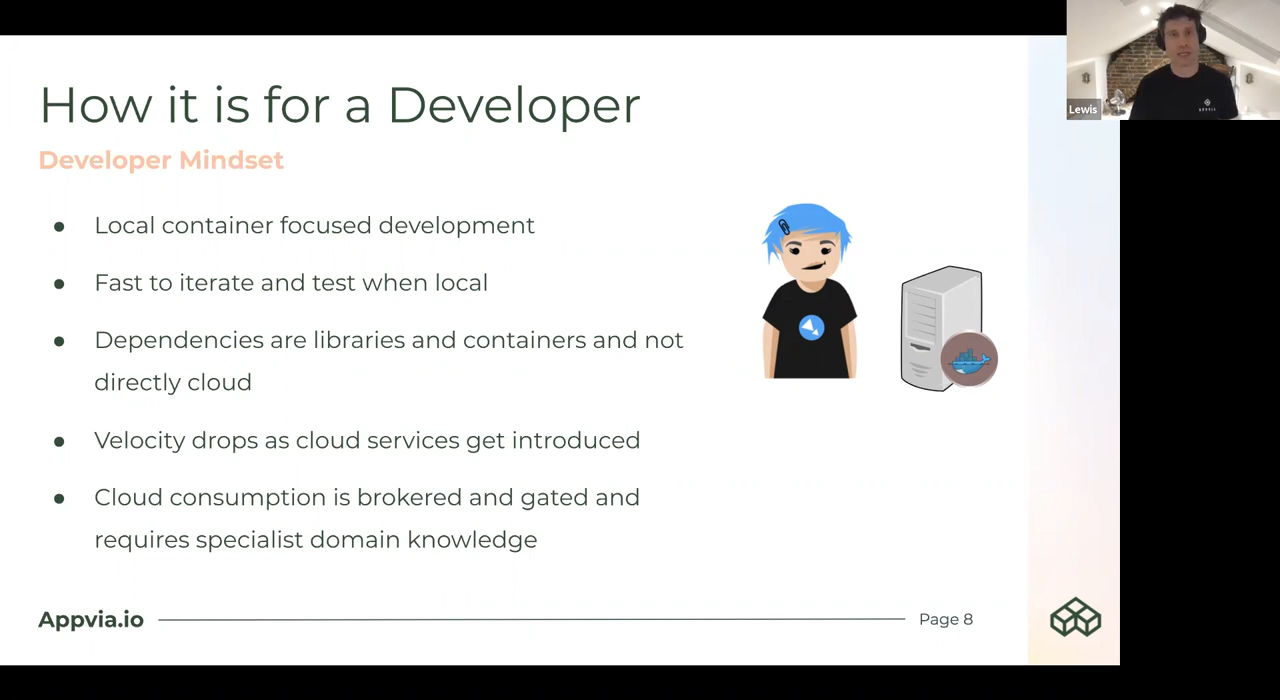 How it is for a Developer
Developer Mindset
● Local container focused development
● Fast to iterate and test when local
● Dependencies are libraries and containers and not
directly cloud
● Velocity drops as cloud services get introduced
● Cloud consumption is brokered and gated and
requires specialist domain knowledge
Appvia.io
Page 8
Lewis
APPVIA